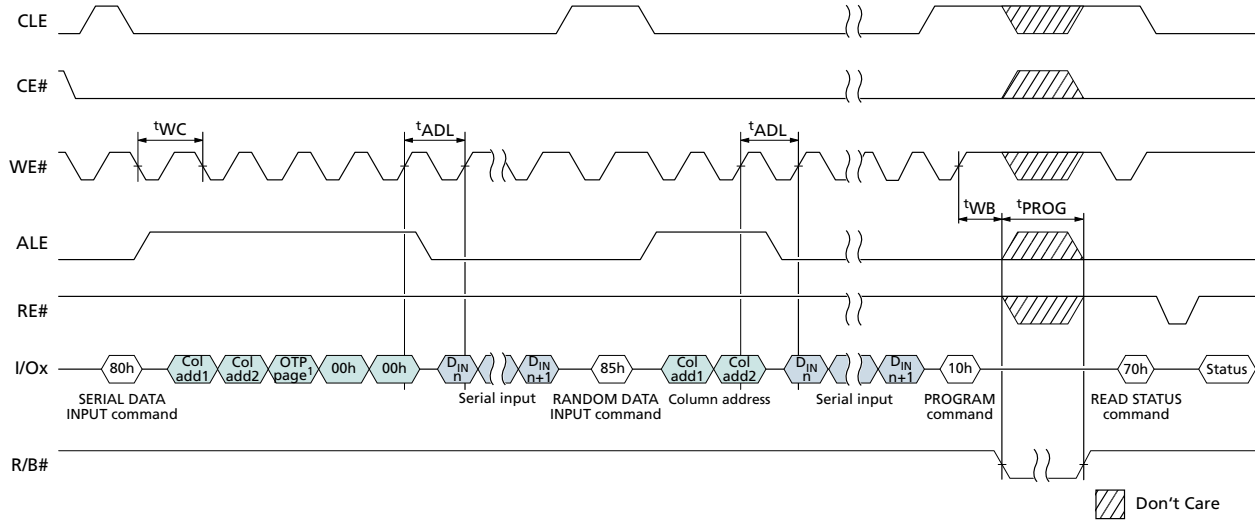 CLE
CE#
tWC
tADL
tADL
WE#
tWB
tPROG
ALE
RE#
I/Ox
80h
Col add1
Col add2
OTP page1
00h
00h
DIN n
DIN n+1
85h
Col add1
Col add2
DIN n
DIN n+1
10h
70h
Status
SERIAL DATA
INPUT command
Serial input
RANDOM DATA
INPUT command
Column address
Serial input
PROGRAM
command
READ STATUS
command
R/B#
Don't Care